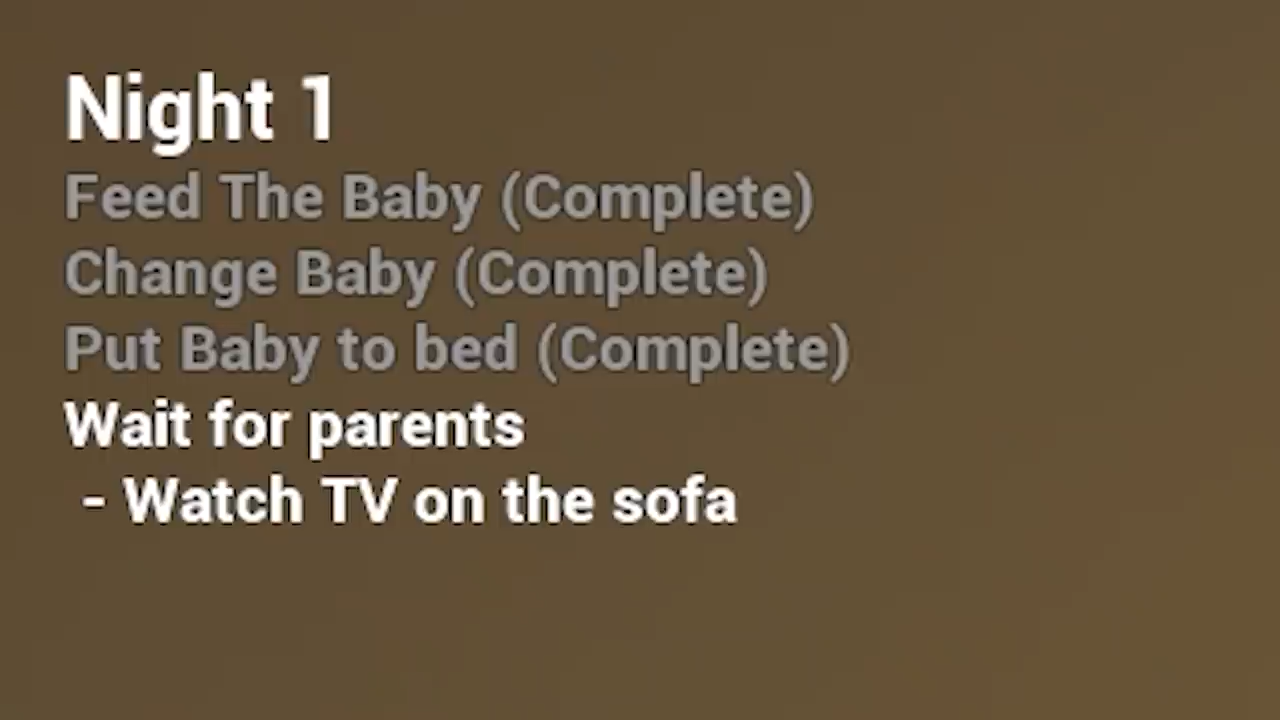 Night 1
Feed The Baby (Complete)
Change Baby (Complete)
Put Baby to bed (Complete)
Wait for parents
- Watch TV on the sofa